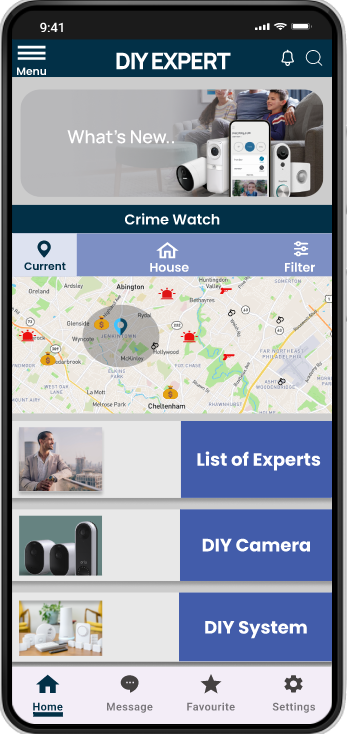 9:41
Menu
DIY EXPERT
What's New..
Crime Watch
Current
House
Filter
Ardsley
Abington
Huntingdon
Valley
SOMERTON
Oreland
Bethayres
Glenside
Rydal
JENKINTOWN
Wyncote
Hollywood
McKinley
FAR NORTHEAST
PHILADELPHIA
ELKINS
PARK
FOX CHASE
WEST OAK
LANE
La Mott
Melrose Park
Cheltenham
RHAWNHURST
List of Experts
DIY Camera
DIY System
Home
Message
Favourite
Settings